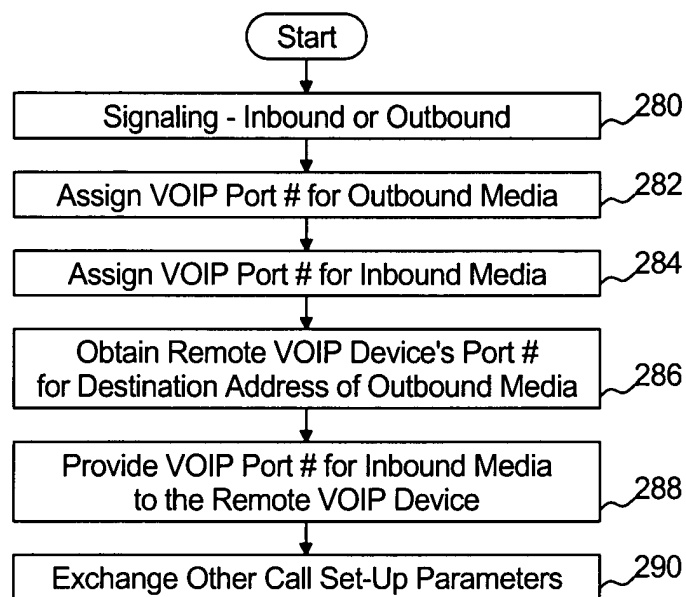 Start
Signaling - Inbound or Outbound
280
Assign VOIP Port # for Outbound Media
282
Assign VOIP Port # for Inbound Media
284
Obtain Remote VOIP Device's Port #
for Destination Address of Outbound Media
286
Provide VOIP Port # for Inbound Media
to the Remote VOIP Device
288
Exchange Other Call Set-Up Parameters
290